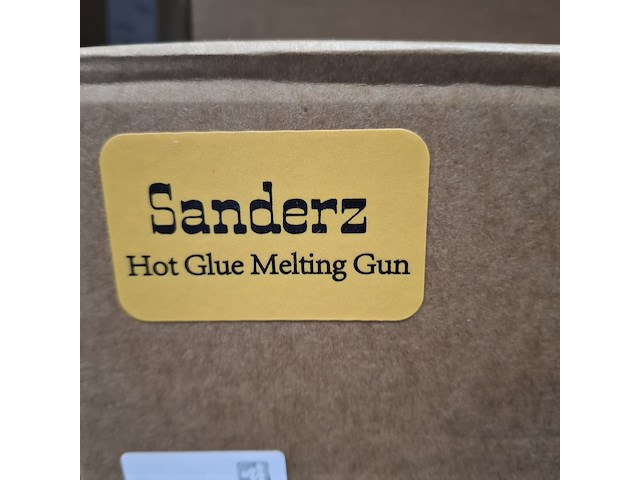 Sanderz
Hot Glue Melting Gun